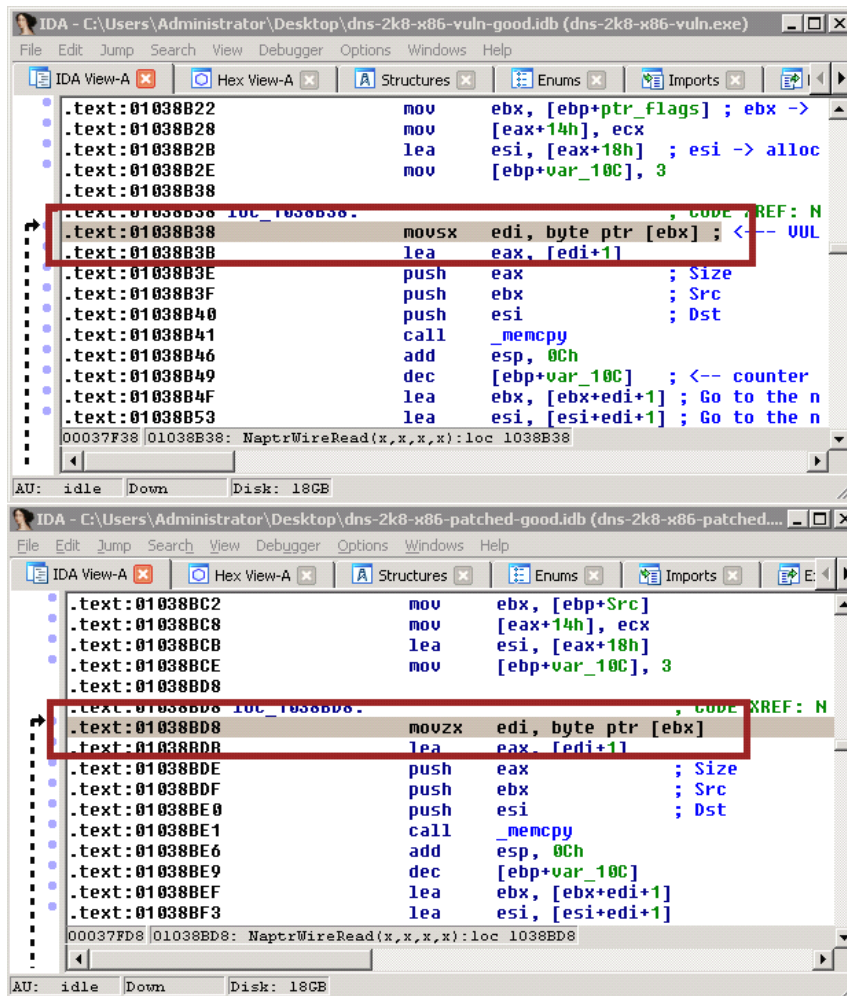 IDA - C:\Users\Administrator\Desktop\dns-2k8-x86-vuln-good.idb (dns-2k8-x86-vuln.exe)
File Edit Jump Search View Debugger Options Windows Help
IDA View-A Hex View-A Structures Enums Imports
.text:01038B22 mov ebx, [ebp+ptr_flags] ; ebx ->
.text:01038B28 mov [eax+14h], ecx
.text:01038B2B lea esi, [eax+18h] ; esi -> alloc
.text:01038B2E mov [ebp+var_10C], 3
.text:01038B38
.text:01038B38 loc_1038B38: ; CODE XREF: N
.text:01038B38 movsx edi, byte ptr [ebx] ; <--- VUL
.text:01038B3B lea eax, [edi+1]
.text:01038B3E push eax ; Size
.text:01038B3F push ebx ; Src
.text:01038B40 push esi ; Dst
.text:01038B41 call _memcpy
.text:01038B46 add esp, 0Ch
.text:01038B49 dec [ebp+var_10C] ; <-- counter
.text:01038B4F lea ebx, [ebx+edi+1] ; Go to the n
.text:01038B53 lea esi, [esi+edi+1] ; Go to the n
00037F38 01038B38: NaptrWireRead(x,x,x,x):loc 1038B38
AU: idle Down Disk: 18GB
IDA - C:\Users\Administrator\Desktop\dns-2k8-x86-patched-good.idb (dns-2k8-x86-patched....
File Edit Jump Search View Debugger Options Windows Help
IDA View-A Hex View-A Structures Enums Imports E:
.text:01038BC2 mov ebx, [ebp+Src]
.text:01038BC8 mov [eax+14h], ecx
.text:01038BCB lea esi, [eax+18h]
.text:01038BCE mov [ebp+var_10C], 3
.text:01038BD8
.text:01038BD8 loc_1038BD8: ; CODE XREF: N
.text:01038BD8 movzx edi, byte ptr [ebx]
.text:01038BDB lea eax, [edi+1]
.text:01038BDE push eax ; Size
.text:01038BDF push ebx ; Src
.text:01038BE0 push esi ; Dst
.text:01038BE1 call _memcpy
.text:01038BE6 add esp, 0Ch
.text:01038BE9 dec [ebp+var_10C]
.text:01038BEF lea ebx, [ebx+edi+1]
.text:01038BF3 lea esi, [esi+edi+1]
00037FD8 01038BD8: NaptrWireRead(x,x,x,x):loc 1038BD8
AU: idle Down Disk: 18GB